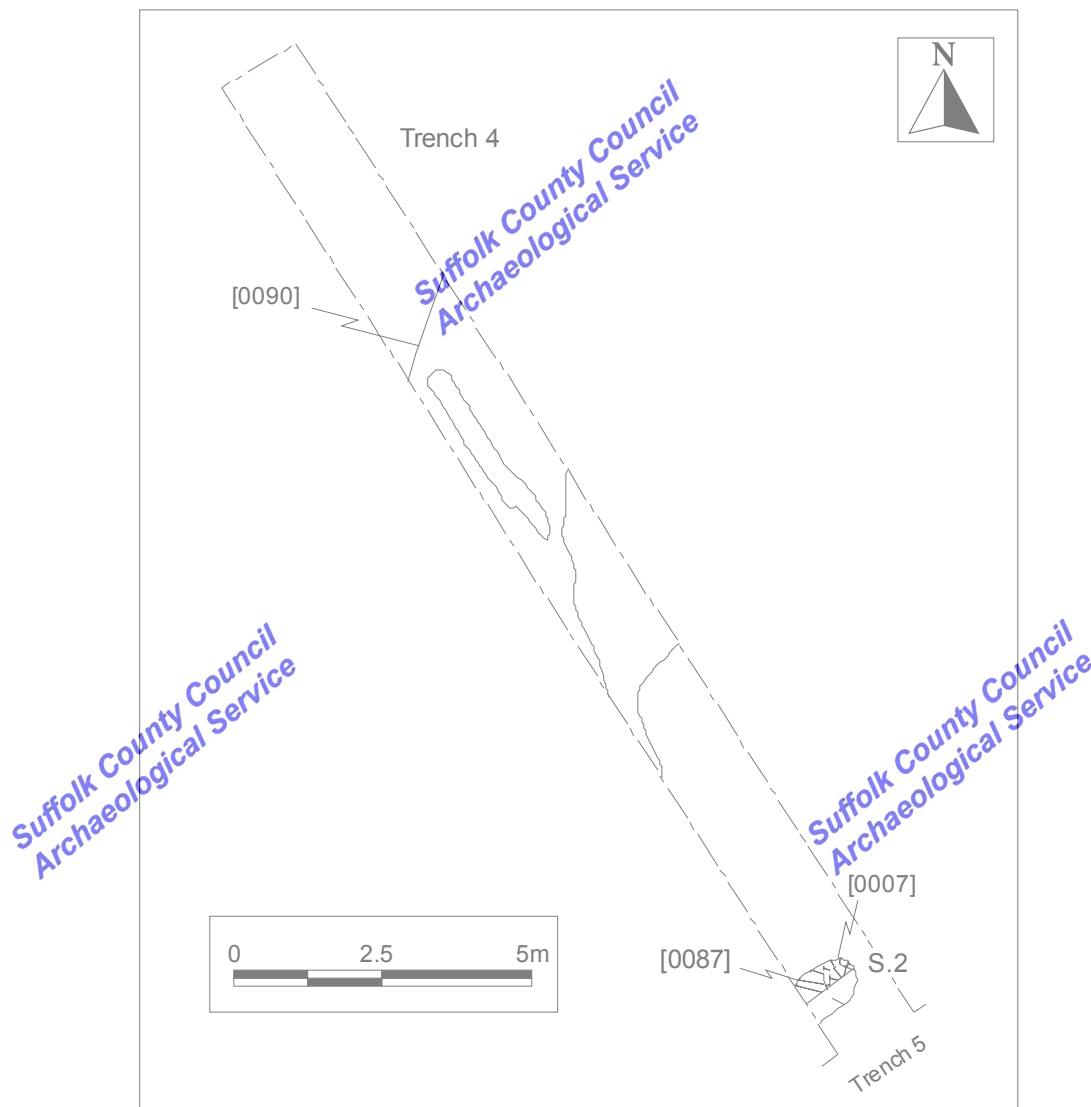 N
Trench 4
Suffolk County Council
Archaeological Service
[0090]
Suffolk County Council
Archaeological Service
Suffolk County Council
Archaeological Service
[0007]
0 2.5 5m
[0087]
S.2
Trench 5